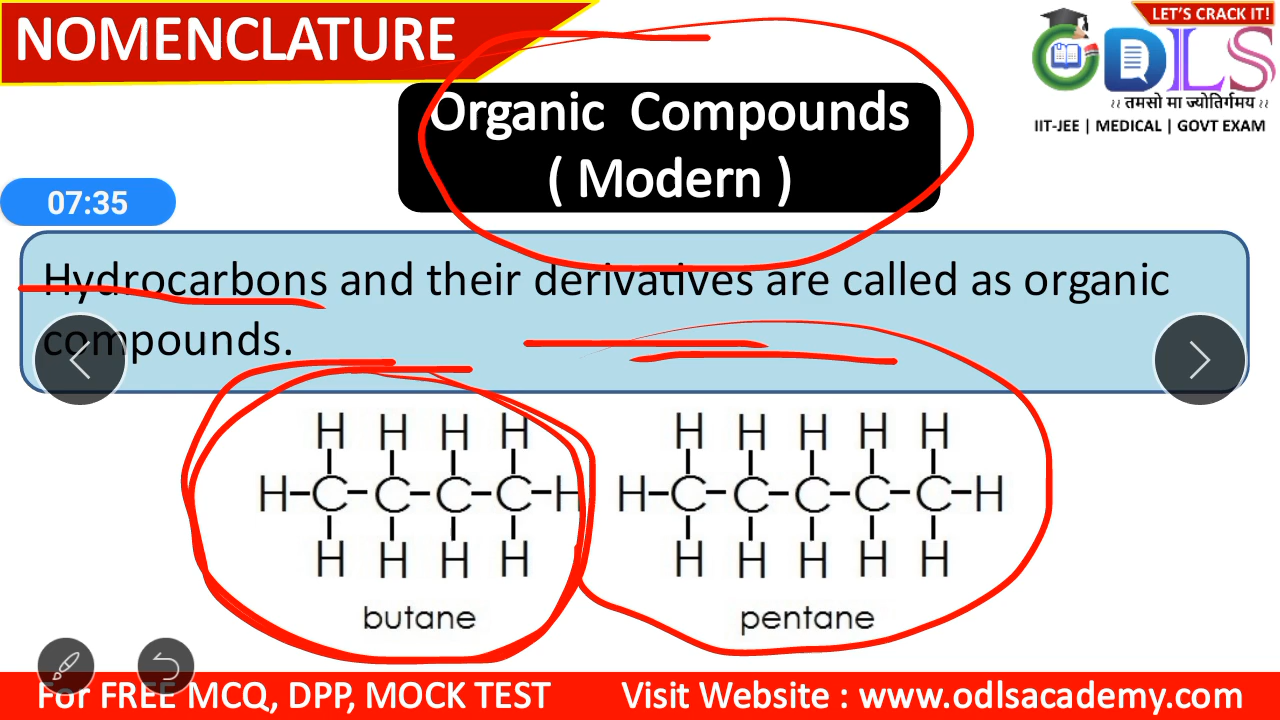 NOMENCLATURE
LET'S CRACK IT!
ODLS
।। तमसो मा ज्योतिर्गमय ।।
IIT-JEE | MEDICAL | GOVT EXAM
Organic Compounds
( Modern )
07:35
Hydrocarbons and their derivatives are called as organic
compounds.
H H H H
H-C-C-C-C-H
H H H H
butane
H H H H H
H-C-C-C-C-C-H
H H H H H
pentane
For FREE MCQ, DPP, MOCK TEST
Visit Website : www.odlsacademy.com